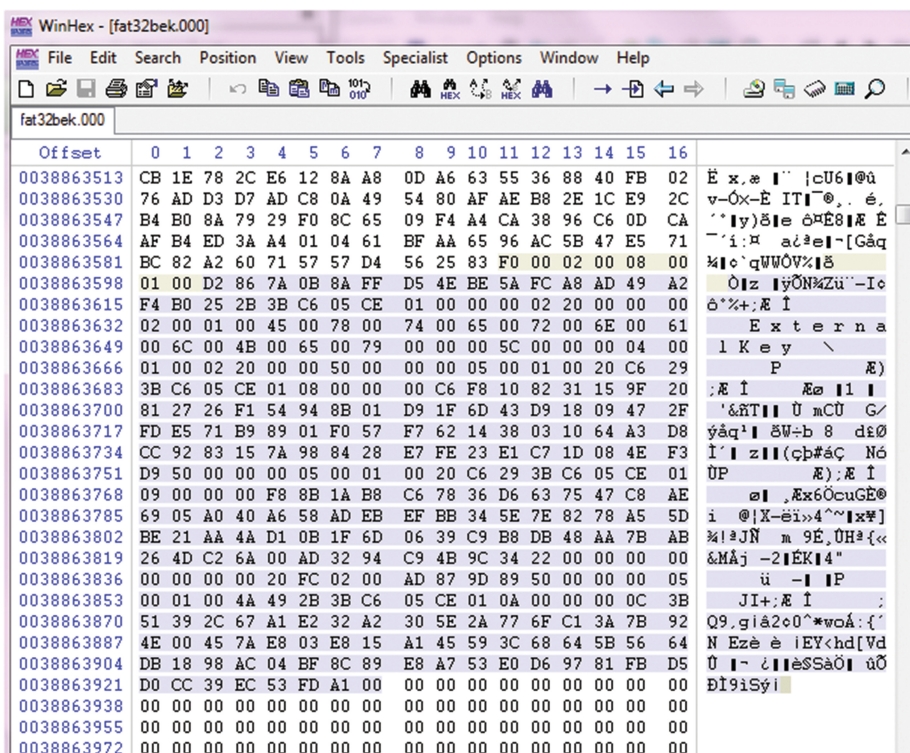 WinHex - [fat32bek.000]
File Edit Search Position View Tools Specialist Options Window Help
fat32bek.000
Offset 0 1 2 3 4 5 6 7 8 9 10 11 12 13 14 15 16
0038863513 CB 1E 78 2C E6 12 8A A8 0D A6 63 55 36 88 40 FB 02
0038863530 76 AD D3 D7 AD C8 0A 49 54 80 AF AE B8 2E 1C E9 2C
0038863547 B4 B0 8A 79 29 F0 8C 65 09 F4 A4 CA 38 96 C6 0D CA
0038863564 AF B4 ED 3A A4 01 04 61 BF AA 65 96 AC 5B 47 E5 71
0038863581 BC 82 A2 60 71 57 57 D4 56 25 83 F0 00 02 00 08 00
0038863598 01 00 D2 86 7A 0B 8A FF D5 4E BE 5A FC A8 AD 49 A2
0038863615 F4 B0 25 2B 3B C6 05 CE 01 00 00 00 02 20 00 00 00
0038863632 02 00 01 00 45 00 78 00 74 00 65 00 72 00 6E 00 61 E x t e r n a
0038863649 00 6C 00 4B 00 65 00 79 00 00 00 5C 00 00 00 04 00 l K e y \
0038863666 01 00 02 20 00 00 00 50 00 00 00 05 00 01 00 20 C6 29 P Æ)
0038863683 3B C6 05 CE 01 08 00 00 00 C6 F8 10 82 31 15 9F 20
0038863700 81 27 26 F1 54 94 8B 01 D9 1F 6D 43 D9 18 09 47 2F
0038863717 FD E5 71 B9 89 01 F0 57 F7 62 14 38 03 10 64 A3 D8
0038863734 CC 92 83 15 7A 98 84 28 E7 FE 23 E1 C7 1D 08 4E F3
0038863751 D9 50 00 00 00 05 00 01 00 20 C6 29 3B C6 05 CE 01
0038863768 09 00 00 00 F8 8B 1A B8 C6 78 36 D6 63 75 47 C8 AE
0038863785 69 05 A0 40 A6 58 AD EB EF BB 34 5E 7E 82 78 A5 5D
0038863802 BE 21 AA 4A D1 0B 1F 6D 06 39 C9 B8 DB 48 AA 7B AB
0038863819 26 4D C2 6A 00 AD 32 94 C9 4B 9C 34 22 00 00 00 00
0038863836 00 00 00 00 20 FC 02 00 AD 87 9D 89 50 00 00 00 05
0038863853 00 01 00 4A 49 2B 3B C6 05 CE 01 0A 00 00 00 0C 3B
0038863870 51 39 2C 67 A1 E2 32 A2 30 5E 2A 77 6F C1 3A 7B 92
0038863887 4E 00 45 7A E8 03 E8 15 A1 45 59 3C 68 64 5B 56 64
0038863904 DB 18 98 AC 04 BF 8C 89 E8 A7 53 E0 D6 97 81 FB D5
0038863921 D0 CC 39 EC 53 FD A1 00 00 00 00 00 00 00 00 00 00 ÐÌ9ìSý¡
0038863938 00 00 00 00 00 00 00 00 00 00 00 00 00 00 00 00 00
0038863955 00 00 00 00 00 00 00 00 00 00 00 00 00 00 00 00 00
0038863972 00 00 00 00 00 00 00 00 00 00 00 00 00 00 00 00 00